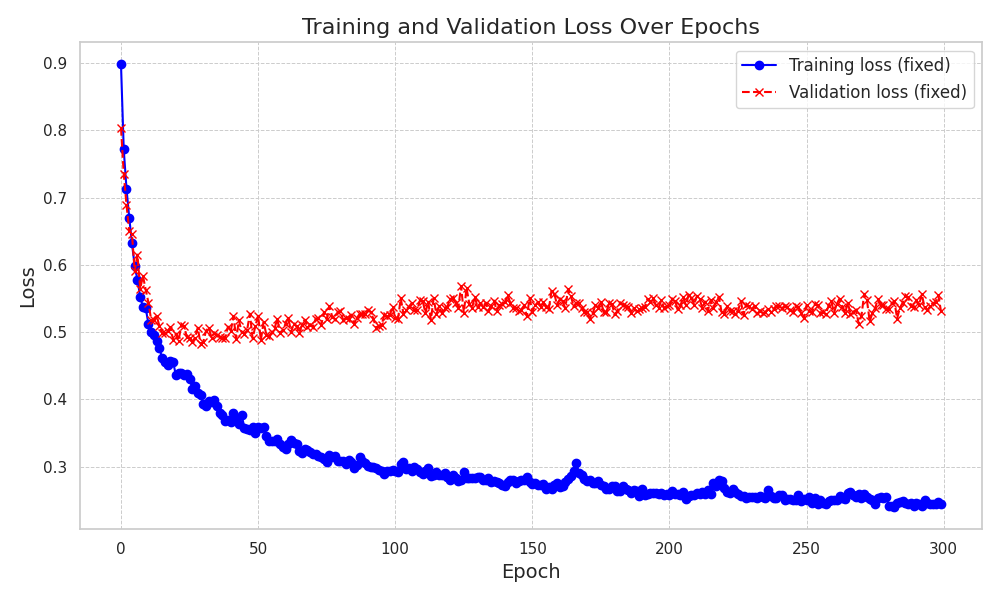 Training and Validation Loss Over Epochs
Training loss (fixed)
Validation loss (fixed)
Loss
0.9
0.8
0.7
0.6
0.5
0.4
0.3
0
50
100
150
200
250
300
Epoch